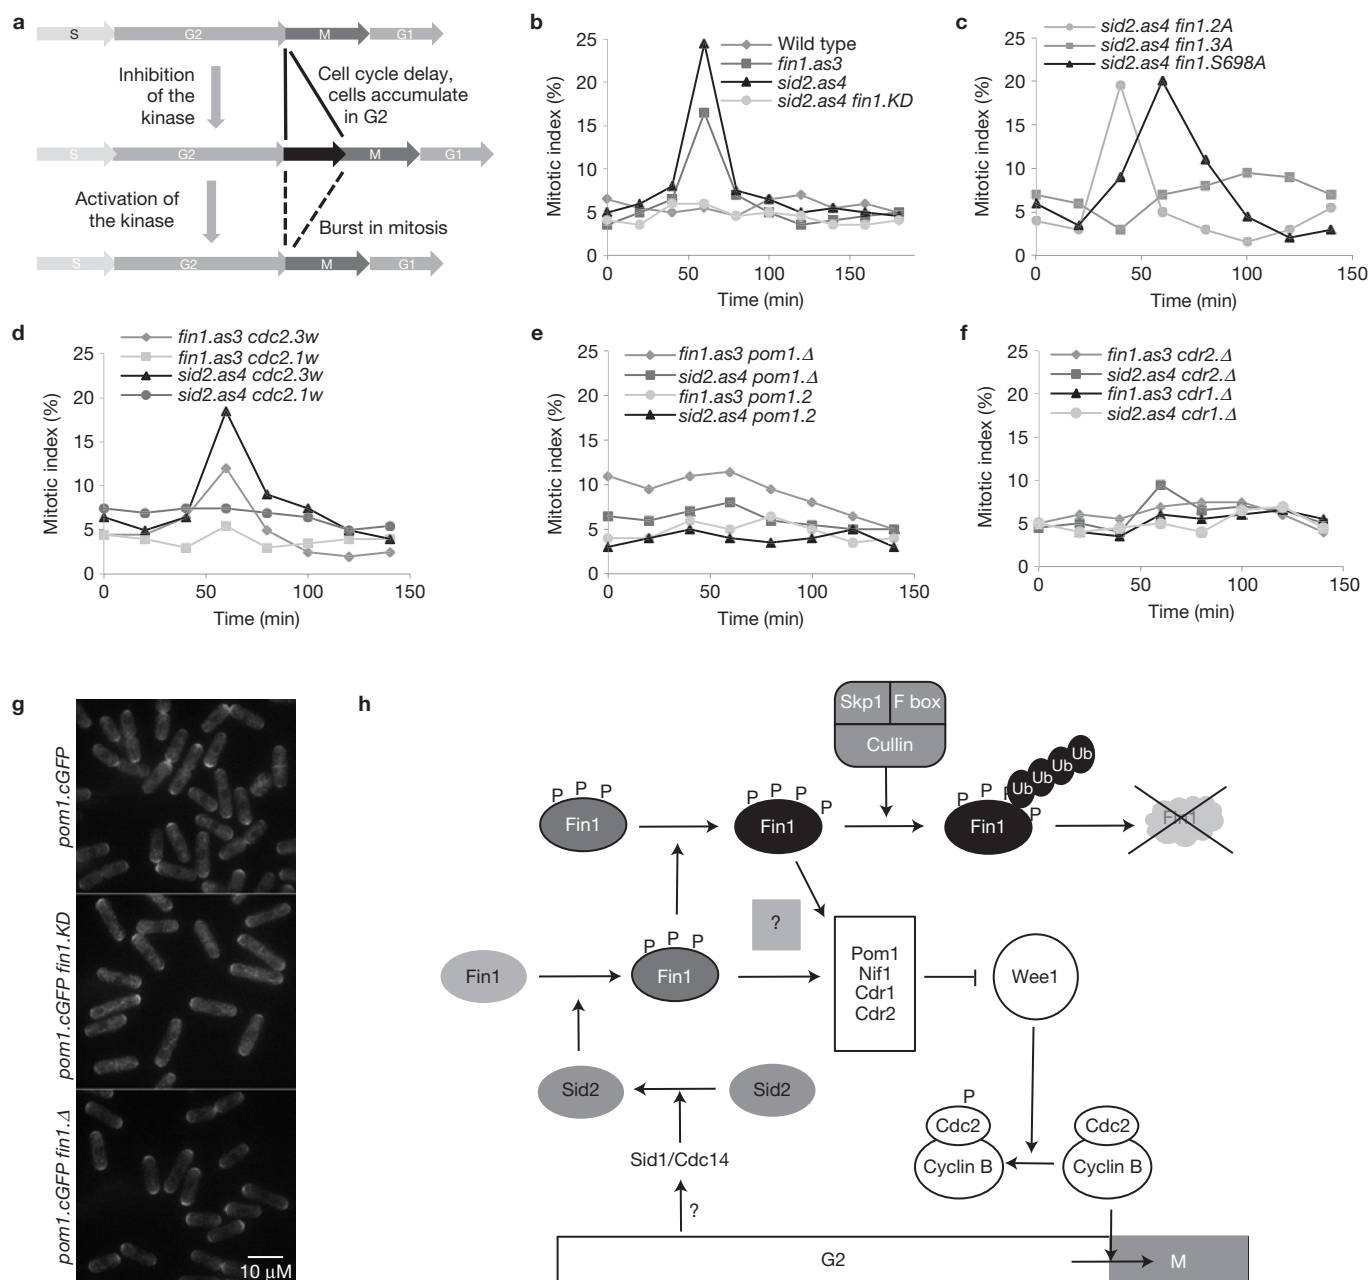 a
S G2 M G1
Inhibition
of the
kinase
Cell cycle delay,
cells accumulate
in G2
S G2 M G1
Activation of
the kinase
Burst in mitosis
S G2 M G1
b
Mitotic index (%)
25
20
15
10
5
0
0 50 100 150
Time (min)
Wild type
fin1.as3
sid2.as4
sid2.as4 fin1.KD
c
Mitotic index (%)
25
20
15
10
5
0
0 50 100 150
Time (min)
sid2.as4 fin1.2A
sid2.as4 fin1.3A
sid2.as4 fin1.S698A
d
Mitotic index (%)
25
20
15
10
5
0
0 50 100 150
Time (min)
fin1.as3 cdc2.3w
fin1.as3 cdc2.1w
sid2.as4 cdc2.3w
sid2.as4 cdc2.1w
e
Mitotic index (%)
25
20
15
10
5
0
0 50 100 150
Time (min)
fin1.as3 pom1.Δ
sid2.as4 pom1.Δ
fin1.as3 pom1.2
sid2.as4 pom1.2
f
Mitotic index (%)
25
20
15
10
5
0
0 50 100 150
Time (min)
fin1.as3 cdr2.Δ
sid2.as4 cdr2.Δ
fin1.as3 cdr1.Δ
sid2.as4 cdr1.Δ
g
pom1.cGFP
pom1.cGFP fin1.KD
pom1.cGFP fin1.Δ
10 μM
h
Skp1 F box
Cullin
P P P
Fin1
P P P P
Fin1
P P P P
Fin1
Ub Ub Ub Ub
Fin1
?
Fin1
P P P
Fin1
Pom1
Nif1
Cdr1
Cdr2
Wee1
Sid2
Sid2
Sid1/Cdc14
?
P
Cdc2
Cyclin B
Cdc2
Cyclin B
G2
M